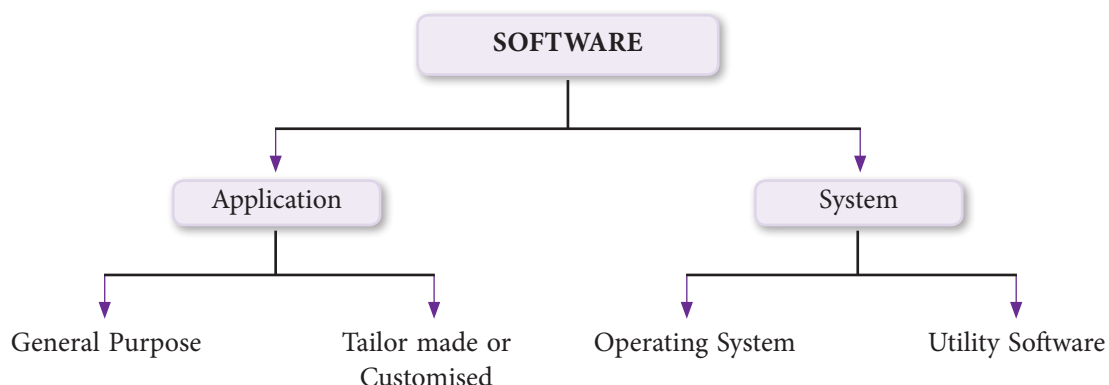 SOFTWARE
Application
System
General Purpose
Tailor made or
Customised
Operating System
Utility Software